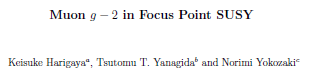 Muon g − 2 in Focus Point SUSY
Keisuke Harigayaᵃ, Tsutomu T. Yanagidaᵇ and Norimi Yokozakiᶜ